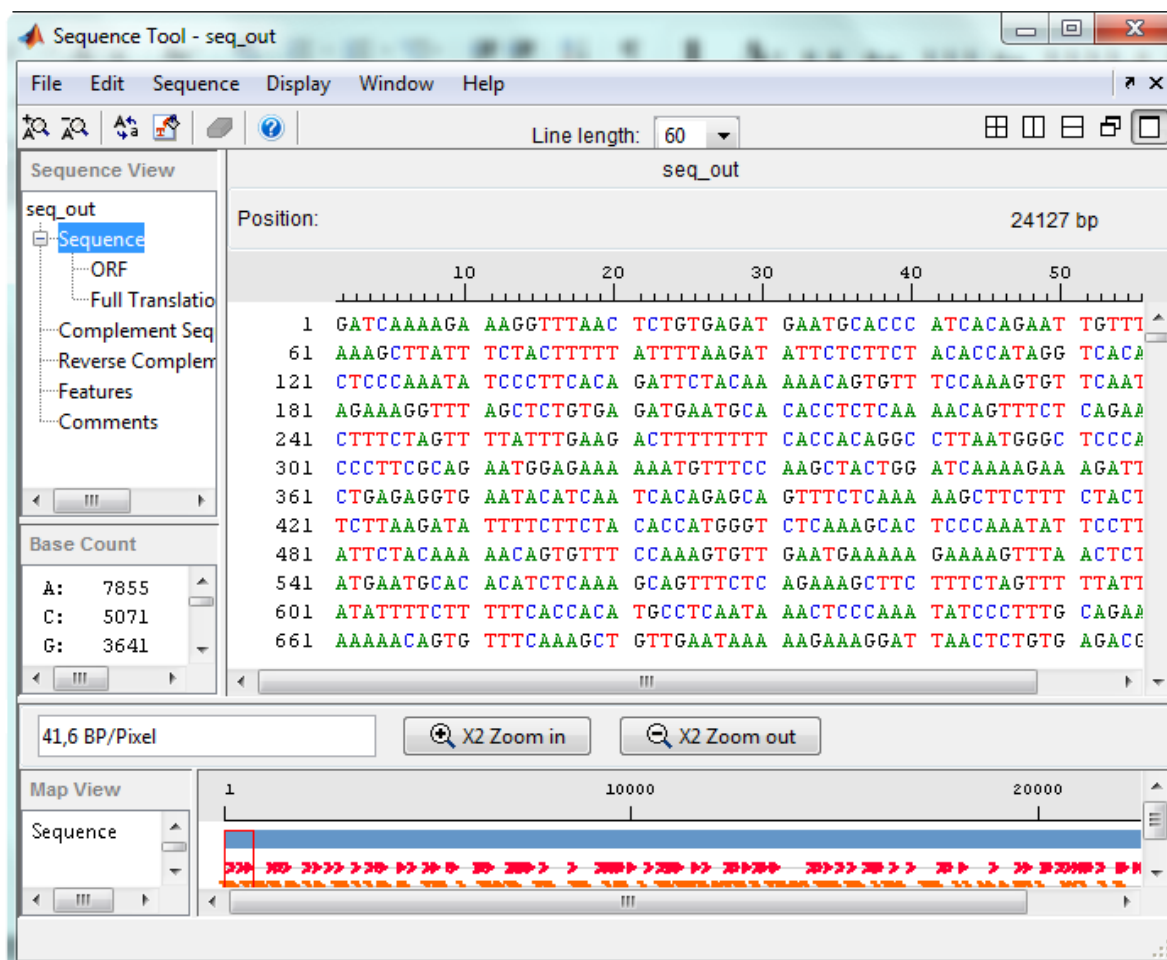 Sequence Tool - seq_out
File Edit Sequence Display Window Help
Line length: 60
Sequence View
seq_out
Sequence
ORF
Full Translatio
Complement Seq
Reverse Complem
Features
Comments
Base Count
A: 7855
C: 5071
G: 3641
seq_out
Position: 24127 bp
10 20 30 40 50
1 GATCAAAAGA AAGGTTTAAC TCTGTGAGAT GAATGCACCC ATCACAGAAT TGTTT
61 AAAGCTTATT TCTACTTTTT ATTTTAAGAT ATTCTCTTCT ACACCATAGG TCACA
121 CTCCCAAATA TCCCTTCACA GATTCTACAA AAACAGTGTT TCCAAAGTGT TCAAT
181 AGAAAGGTTT AGCTCTGTGA GATGAATGCA CACCTCTCAA AACAGTTTCT CAGAA
241 CTTTCTAGTT TTATTTGAAG ACTTTTTTTT CACCACAGGC CTTAATGGGC TCCCA
301 CCCTTCGCAG AATGGAGAAA AAATGTTTCC AAGCTACTGG ATCAAAAGAA AGATT
361 CTGAGAGGTG AATACATCAA TCACAGAGCA GTTTCTCAAA AAGCTTCTTT CTACT
421 TCTTAAGATA TTTTCTTCTA CACCATGGGT CTCAAAGCAC TCCCAAATAT TCCTT
481 ATTCTACAAA AACAGTGTTT CCAAAGTGTT GAATGAAAAA GAAAAGTTTA ACTCT
541 ATGAATGCAC ACATCTCAAA GCAGTTTCTC AGAAAGCTTC TTTCTAGTTT TTATT
601 ATATTTTCTT TTTCACCACA TGCCTCAATA AACTCCCAAA TATCCCTTTG CAGAA
661 AAAAACAGTG TTTCAAAGCT GTTGAATAAA AAGAAAGGAT TAACTCTGTG AGACG
41,6 BP/Pixel X2 Zoom in X2 Zoom out
Map View
Sequence
1 10000 20000